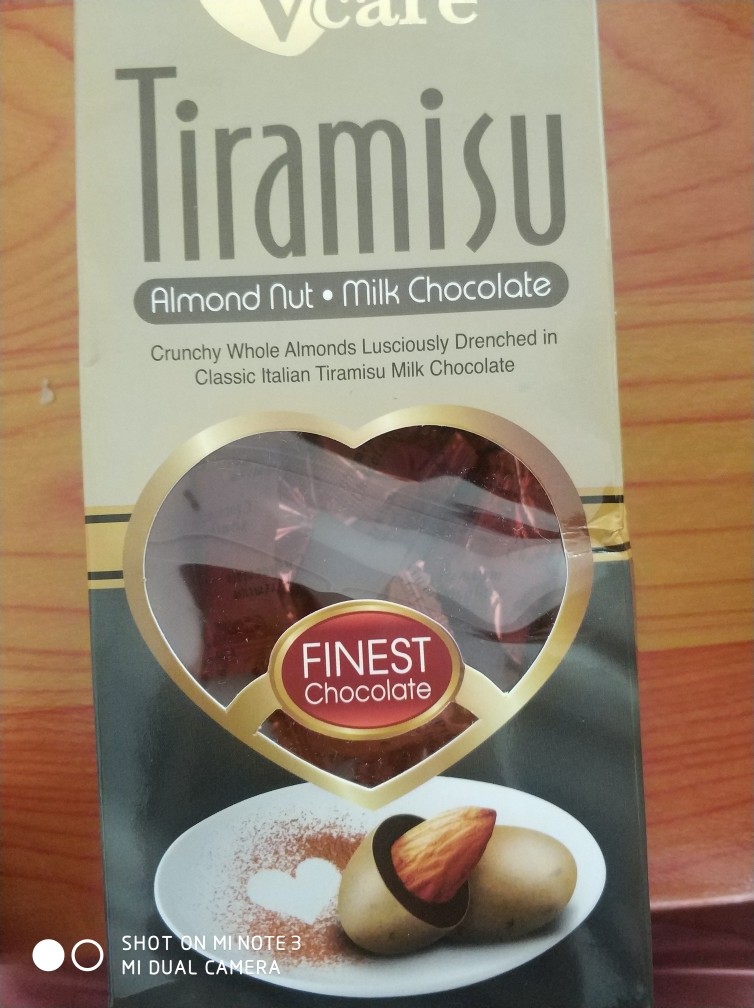 Vcare
Tiramisu
Almond Nut • Milk Chocolate
Crunchy Whole Almonds Lusciously Drenched in
Classic Italian Tiramisu Milk Chocolate
FINEST
Chocolate
SHOT ON MI NOTE 3
MI DUAL CAMERA